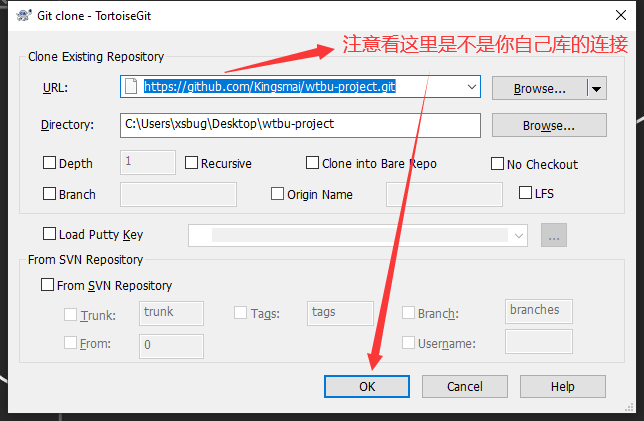 Git clone - TortoiseGit
注意看这里是不是你自己库的连接
Clone Existing Repository
URL: https://github.com/Kingsmai/wtbu-project.git Browse...
Directory: C:\Users\xsbug\Desktop\wtbu-project Browse...
Depth 1 Recursive Clone into Bare Repo No Checkout
Branch Origin Name LFS
Load Putty Key ...
From SVN Repository
From SVN Repository
Trunk: trunk Tags: tags Branch: branches
From: 0 Username:
OK Cancel Help